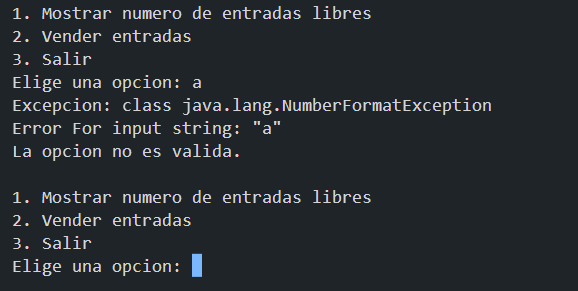 1. Mostrar numero de entradas libres
2. Vender entradas
3. Salir
Elige una opcion: a
Excepcion: class java.lang.NumberFormatException
Error For input string: "a"
La opcion no es valida.
1. Mostrar numero de entradas libres
2. Vender entradas
3. Salir
Elige una opcion: